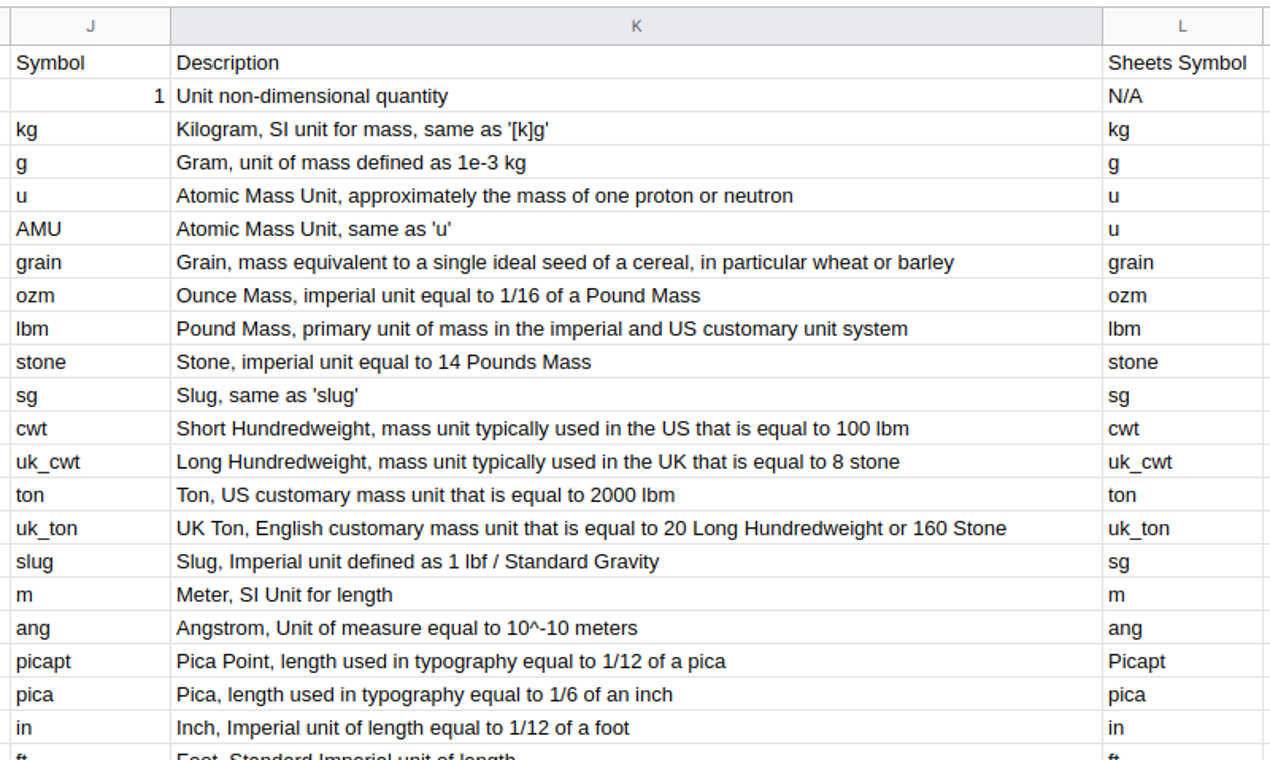 J K L
Symbol Description Sheets Symbol
1 Unit non-dimensional quantity N/A
kg Kilogram, SI unit for mass, same as '[k]g' kg
g Gram, unit of mass defined as 1e-3 kg g
u Atomic Mass Unit, approximately the mass of one proton or neutron u
AMU Atomic Mass Unit, same as 'u' u
grain Grain, mass equivalent to a single ideal seed of a cereal, in particular wheat or barley grain
ozm Ounce Mass, imperial unit equal to 1/16 of a Pound Mass ozm
lbm Pound Mass, primary unit of mass in the imperial and US customary unit system lbm
stone Stone, imperial unit equal to 14 Pounds Mass stone
sg Slug, same as 'slug' sg
cwt Short Hundredweight, mass unit typically used in the US that is equal to 100 lbm cwt
uk_cwt Long Hundredweight, mass unit typically used in the UK that is equal to 8 stone uk_cwt
ton Ton, US customary mass unit that is equal to 2000 lbm ton
uk_ton UK Ton, English customary mass unit that is equal to 20 Long Hundredweight or 160 Stone uk_ton
slug Slug, Imperial unit defined as 1 lbf / Standard Gravity sg
m Meter, SI Unit for length m
ang Angstrom, Unit of measure equal to 10^-10 meters ang
picapt Pica Point, length used in typography equal to 1/12 of a pica Picapt
pica Pica, length used in typography equal to 1/6 of an inch pica
in Inch, Imperial unit of length equal to 1/12 of a foot in
ft Foot, Standard Imperial unit of length ft